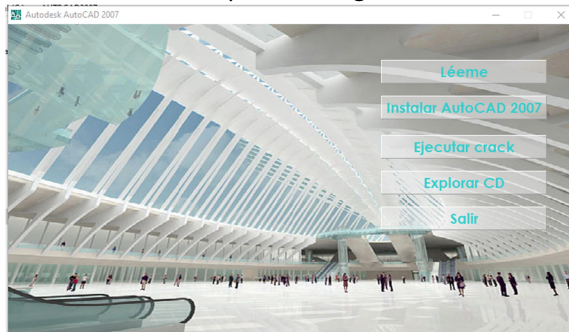 Autodesk AutoCAD 2007
Léeme
Instalar AutoCAD 2007
Ejecutar crack
Explorar CD
Salir